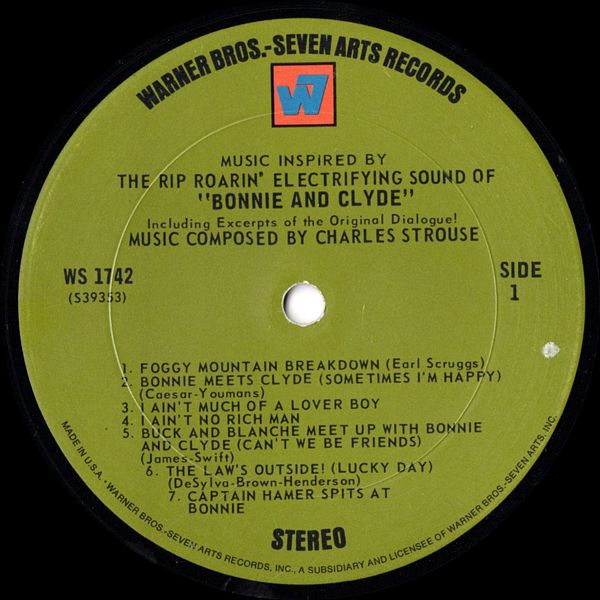 WARNER BROS.-SEVEN ARTS RECORDS
W7
MUSIC INSPIRED BY
THE RIP ROARIN' ELECTRIFYING SOUND OF
"BONNIE AND CLYDE"
Including Excerpts of the Original Dialogue!
MUSIC COMPOSED BY CHARLES STROUSE
WS 1742
(S39353)
SIDE
1
1. FOGGY MOUNTAIN BREAKDOWN (Earl Scruggs)
2. BONNIE MEETS CLYDE (SOMETIMES I'M HAPPY)
(Caesar-Youmans)
3. I AIN'T MUCH OF A LOVER BOY
4. I AIN'T NO RICH MAN
5. BUCK AND BLANCHE MEET UP WITH BONNIE
AND CLYDE (CAN'T WE BE FRIENDS)
(James-Swift)
6. THE LAW'S OUTSIDE! (LUCKY DAY)
(DeSylva-Brown-Henderson)
7. CAPTAIN HAMER SPITS AT
BONNIE
STEREO
MADE IN U.S.A. • WARNER BROS.-SEVEN ARTS RECORDS, INC., A SUBSIDIARY AND LICENSEE OF WARNER BROS.-SEVEN ARTS, INC.